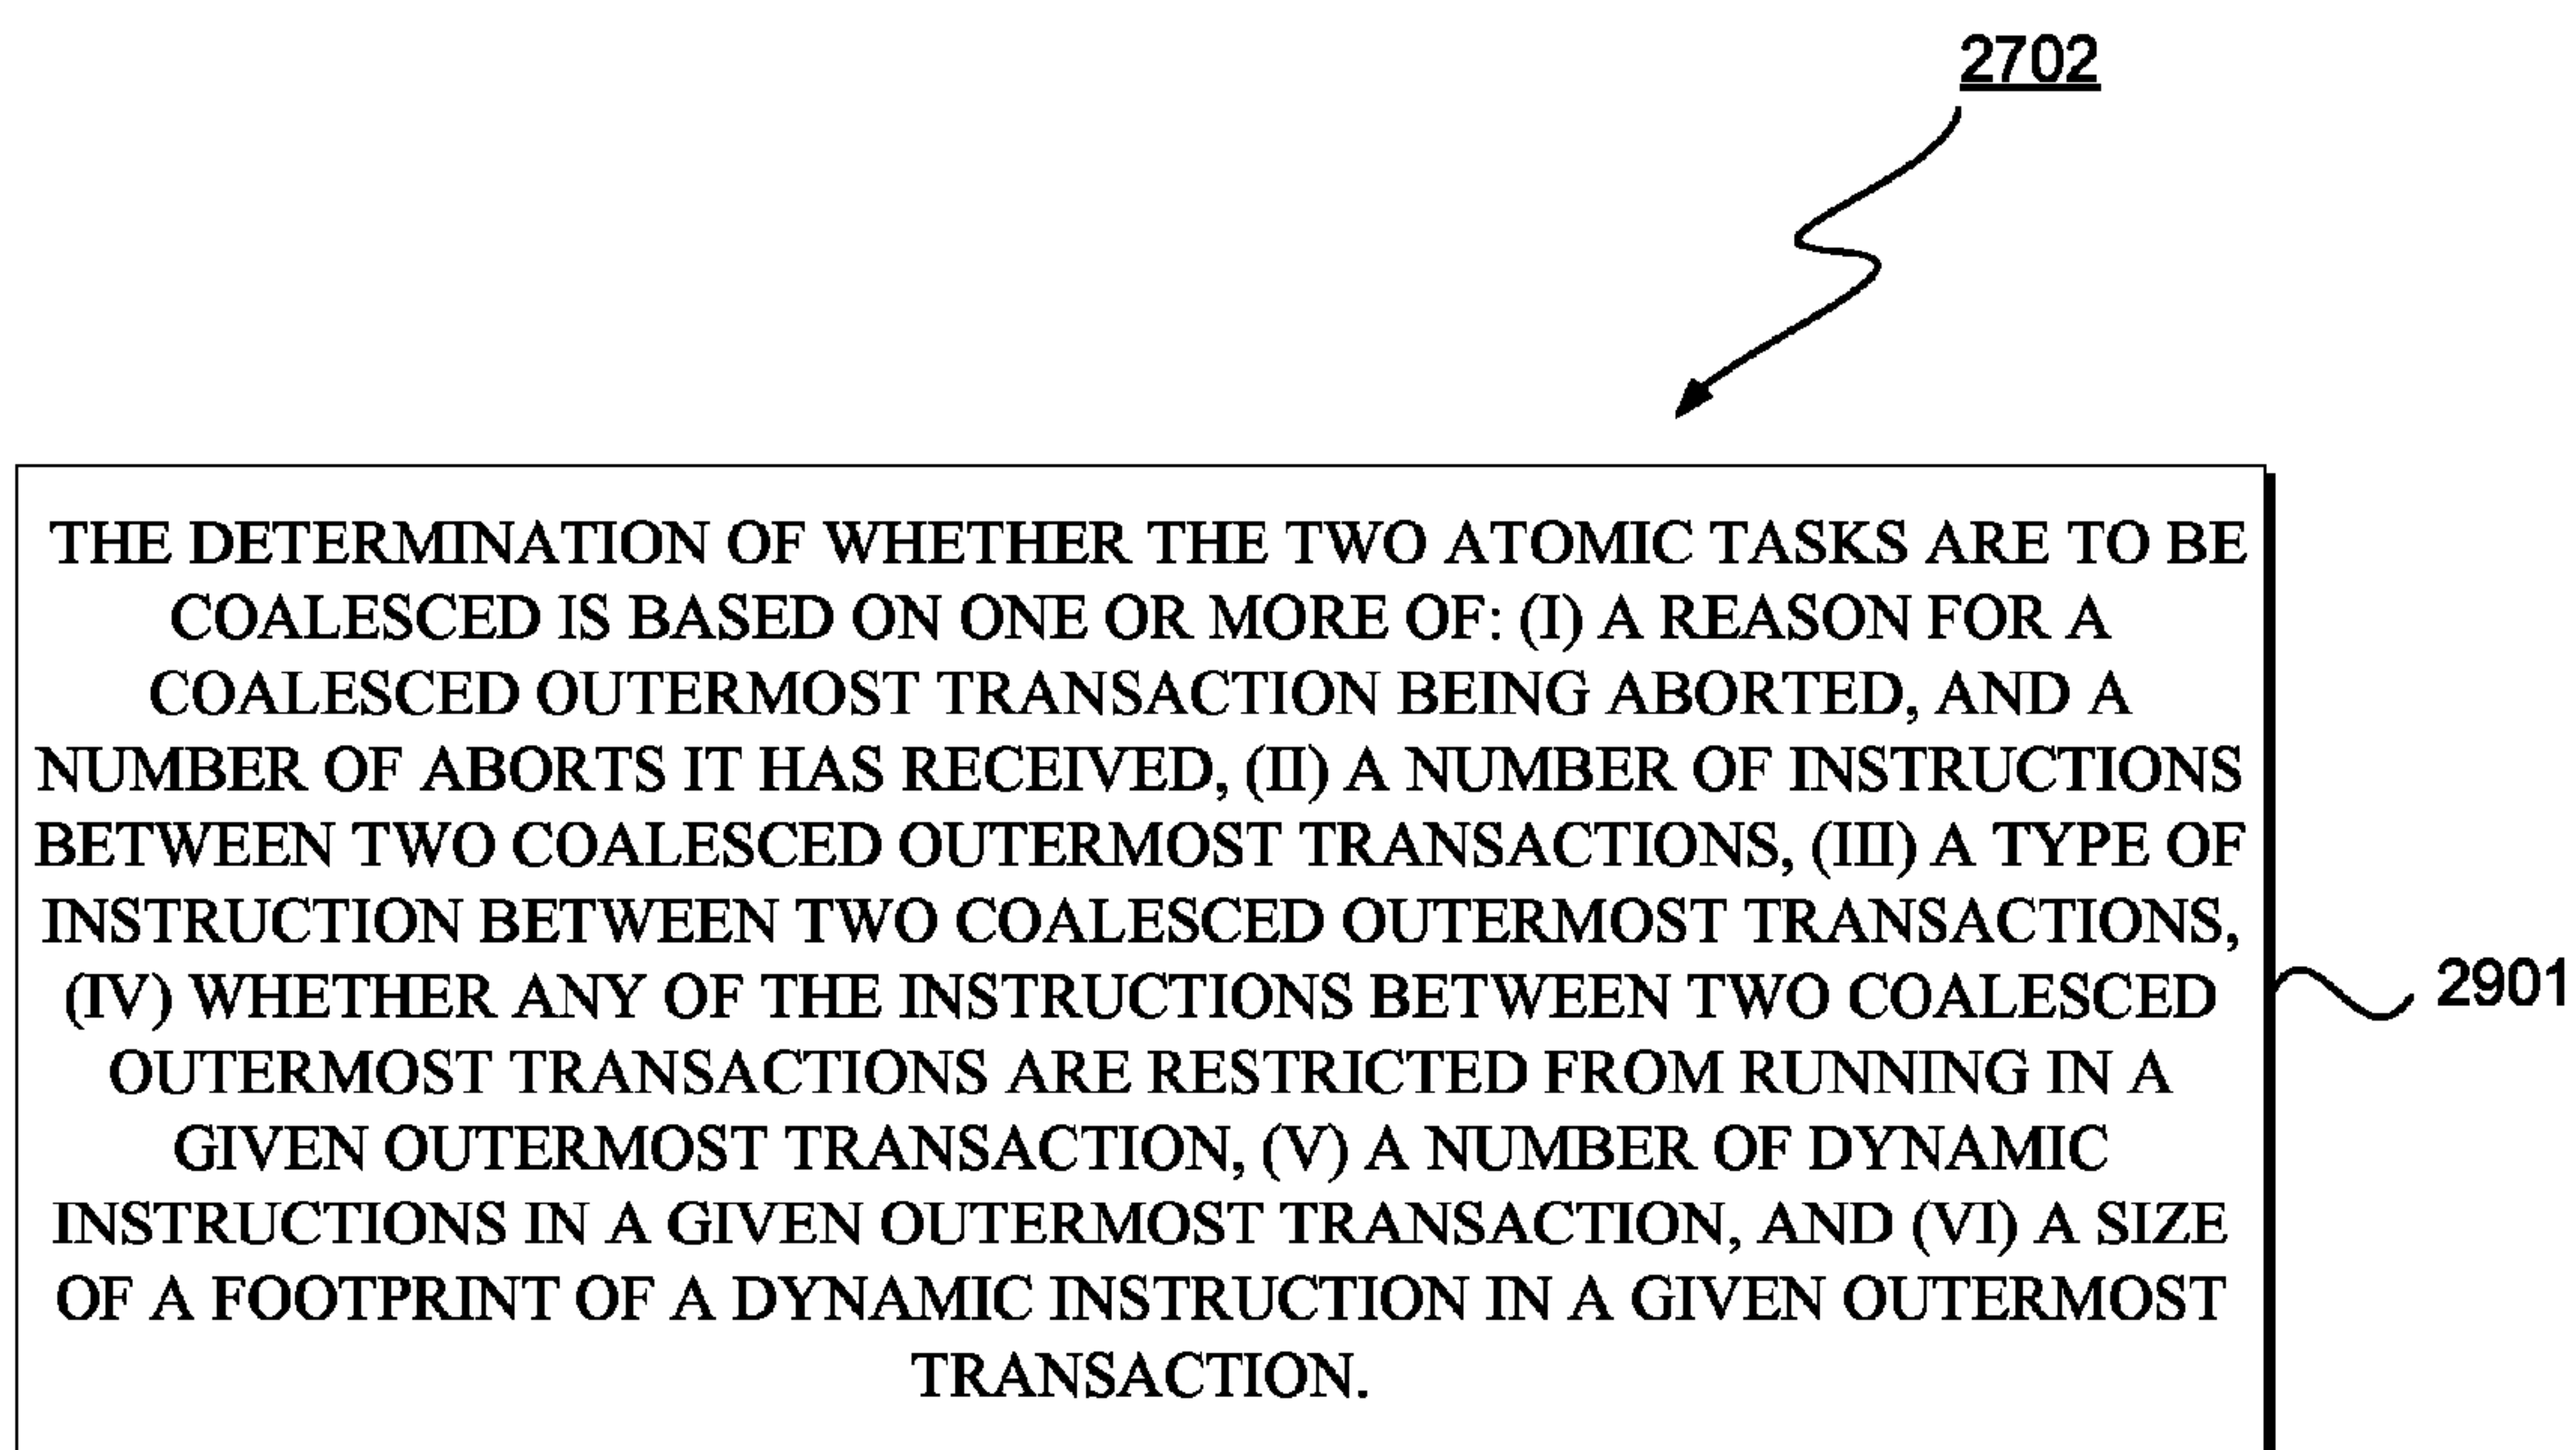 2702
THE DETERMINATION OF WHETHER THE TWO ATOMIC TASKS ARE TO BE
COALESCED IS BASED ON ONE OR MORE OF: (I) A REASON FOR A
COALESCED OUTERMOST TRANSACTION BEING ABORTED, AND A
NUMBER OF ABORTS IT HAS RECEIVED, (II) A NUMBER OF INSTRUCTIONS
BETWEEN TWO COALESCED OUTERMOST TRANSACTIONS, (III) A TYPE OF
INSTRUCTION BETWEEN TWO COALESCED OUTERMOST TRANSACTIONS,
(IV) WHETHER ANY OF THE INSTRUCTIONS BETWEEN TWO COALESCED
OUTERMOST TRANSACTIONS ARE RESTRICTED FROM RUNNING IN A
GIVEN OUTERMOST TRANSACTION, (V) A NUMBER OF DYNAMIC
INSTRUCTIONS IN A GIVEN OUTERMOST TRANSACTION, AND (VI) A SIZE
OF A FOOTPRINT OF A DYNAMIC INSTRUCTION IN A GIVEN OUTERMOST
TRANSACTION.
2901